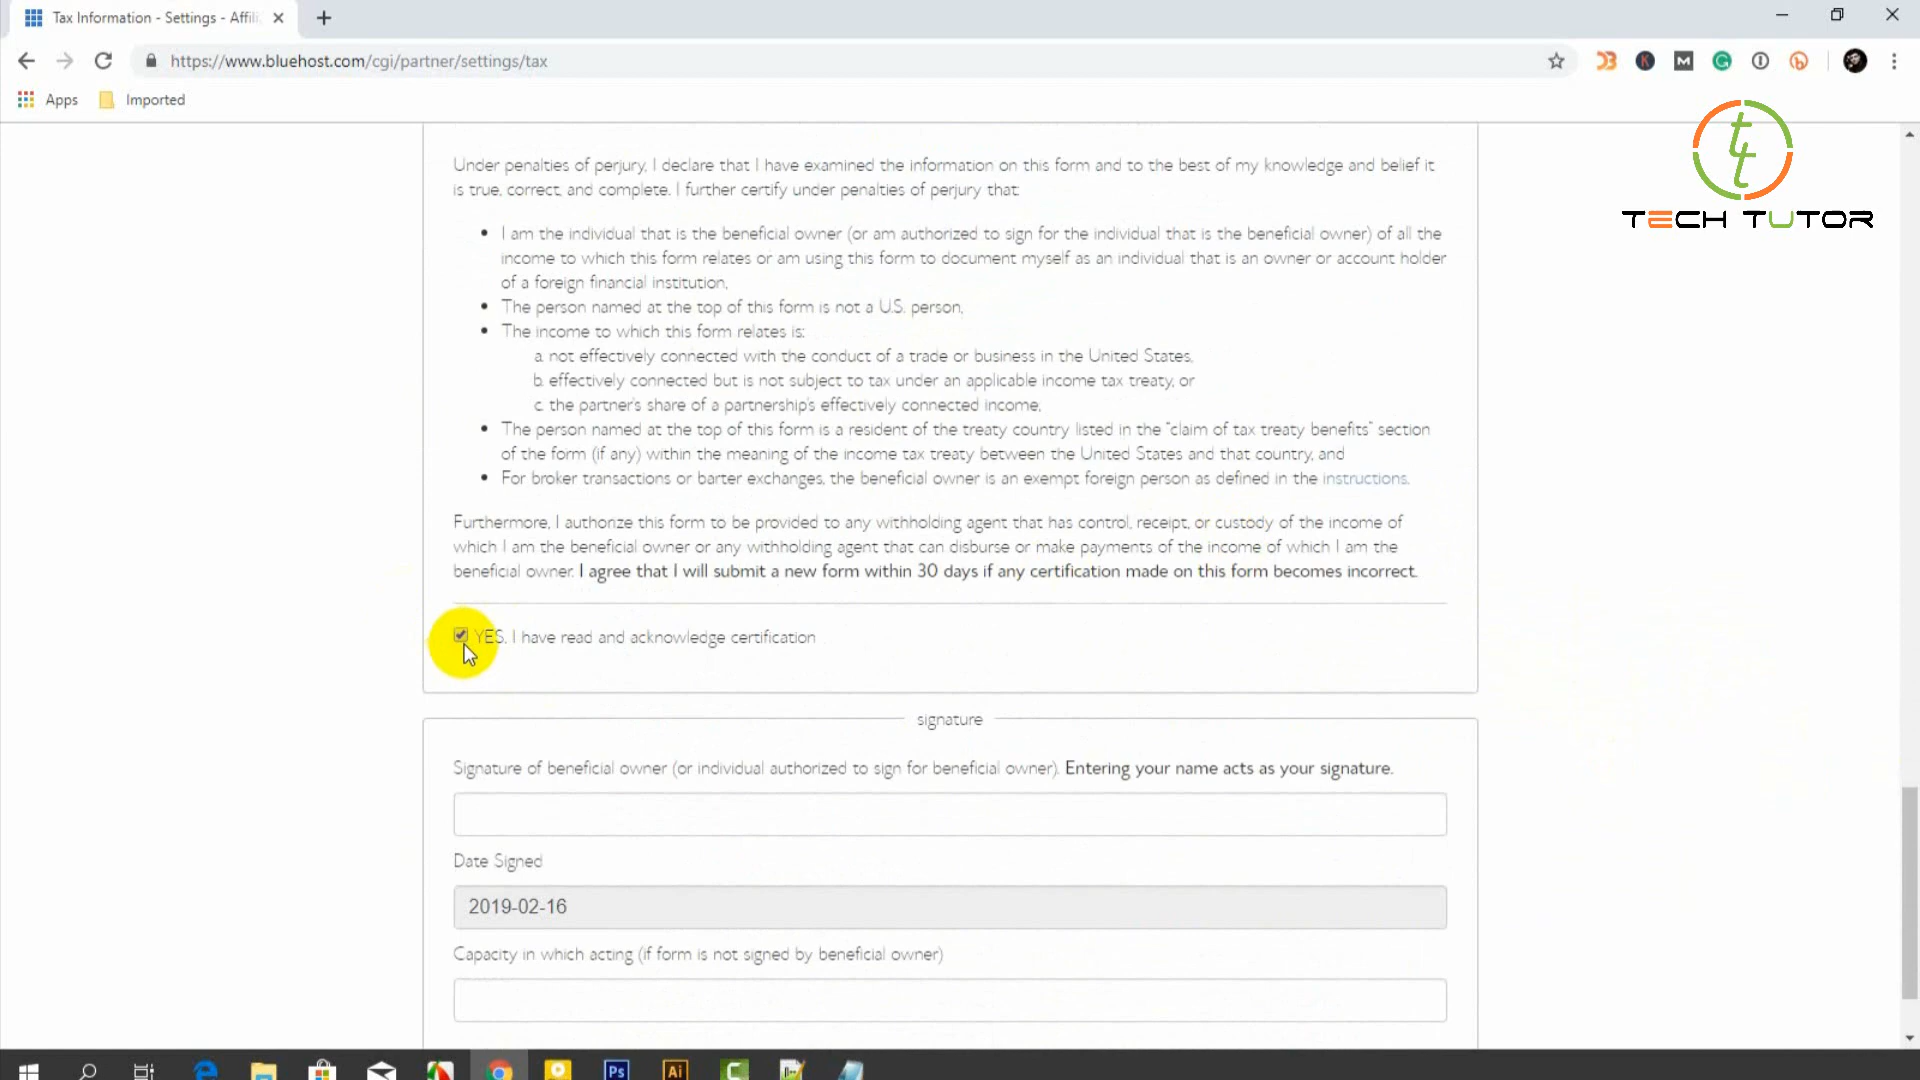 Tax Information - Settings - Affili
https://www.bluehost.com/cgi/partner/settings/tax
Apps
Imported
TECH TUTOR
Under penalties of perjury, I declare that I have examined the information on this form and to the best of my knowledge and belief it
is true, correct, and complete. I further certify under penalties of perjury that:
• I am the individual that is the beneficial owner (or am authorized to sign for the individual that is the beneficial owner) of all the
income to which this form relates or am using this form to document myself as an individual that is an owner or account holder
of a foreign financial institution,
• The person named at the top of this form is not a U.S. person,
• The income to which this form relates is:
a. not effectively connected with the conduct of a trade or business in the United States,
b. effectively connected but is not subject to tax under an applicable income tax treaty, or
c. the partner's share of a partnership's effectively connected income,
• The person named at the top of this form is a resident of the treaty country listed in the "claim of tax treaty benefits" section
of the form (if any) within the meaning of the income tax treaty between the United States and that country, and
• For broker transactions or barter exchanges, the beneficial owner is an exempt foreign person as defined in the instructions.
Furthermore, I authorize this form to be provided to any withholding agent that has control, receipt, or custody of the income of
which I am the beneficial owner or any withholding agent that can disburse or make payments of the income of which I am the
beneficial owner. I agree that I will submit a new form within 30 days if any certification made on this form becomes incorrect.
YES, I have read and acknowledge certification
signature
Signature of beneficial owner (or individual authorized to sign for beneficial owner). Entering your name acts as your signature.
Date Signed
2019-02-16
Capacity in which acting (if form is not signed by beneficial owner)
Ps
Ai